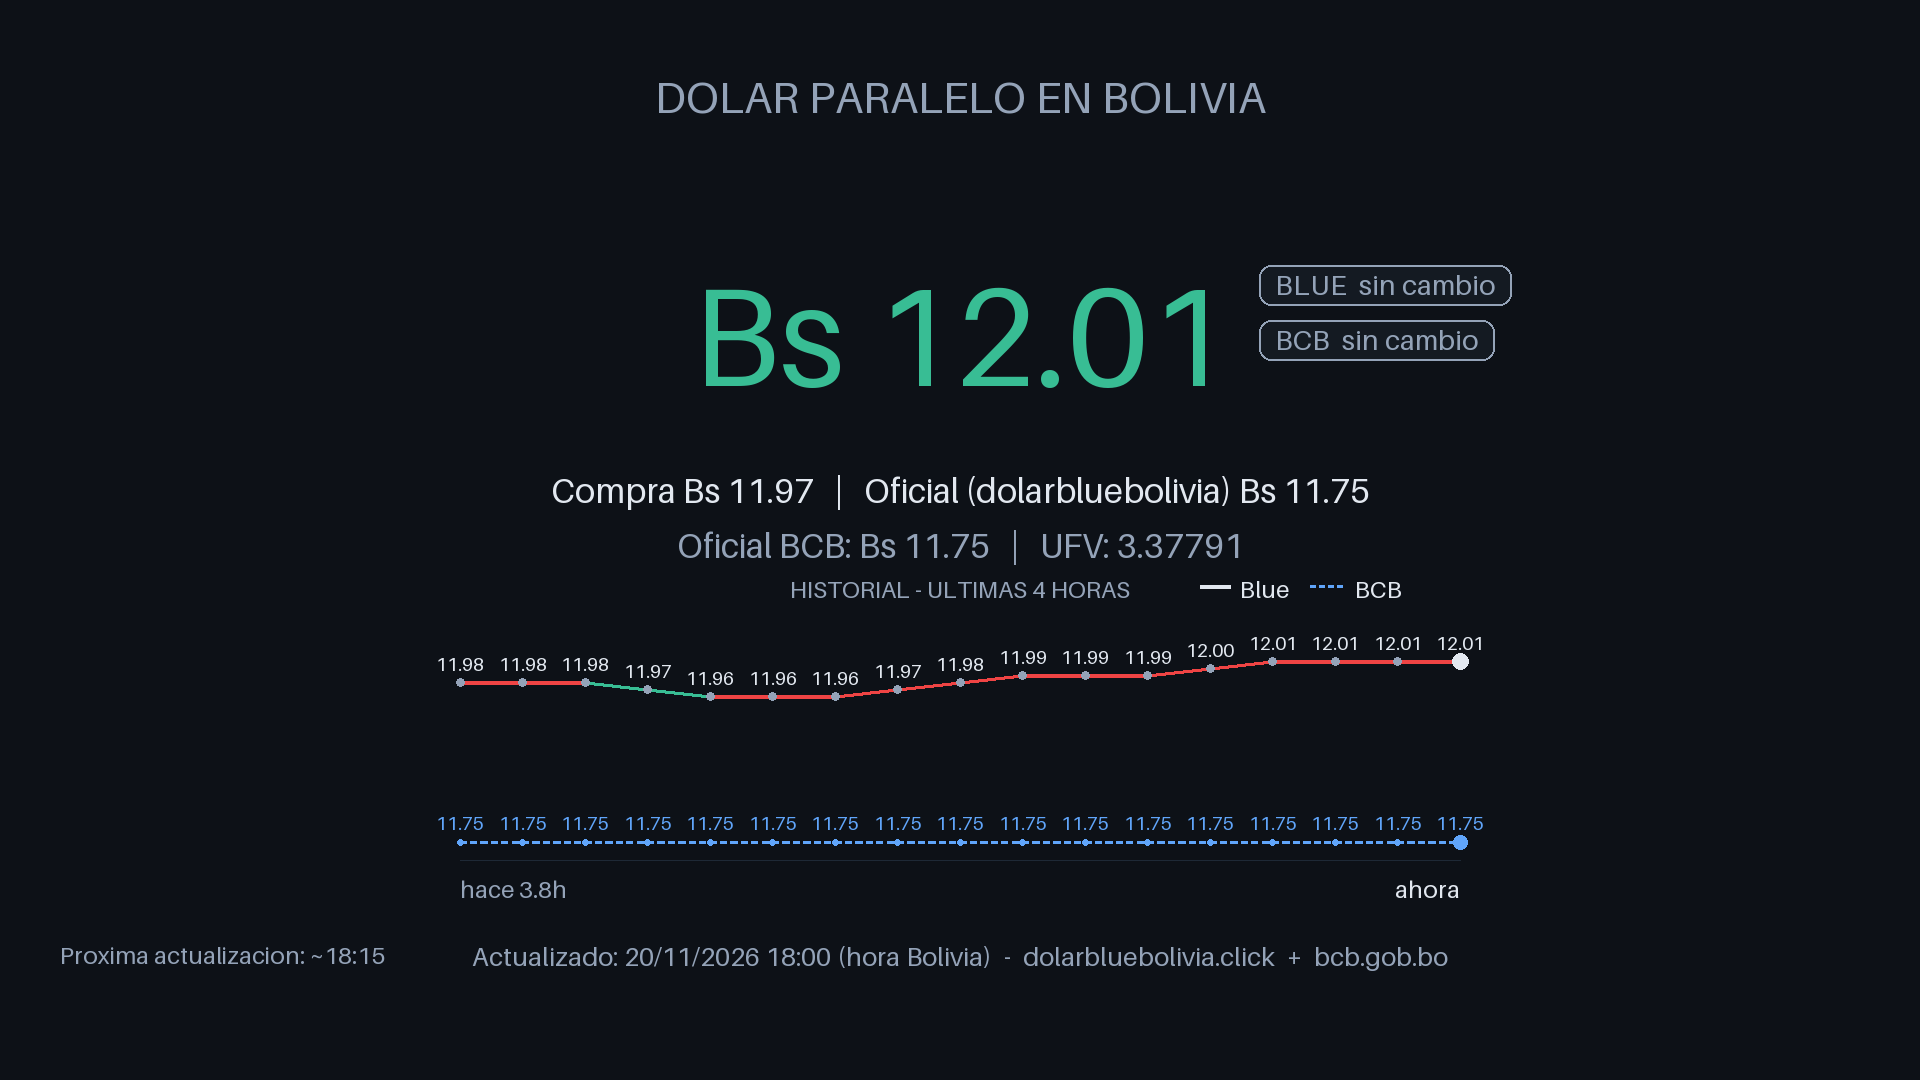 DOLAR PARALELO EN BOLIVIA
Bs 12.01
BLUE sin cambio
BCB sin cambio
Compra Bs 11.97 | Oficial (dolarbluebolivia) Bs 11.75
Oficial BCB: Bs 11.75 | UFV: 3.37791
HISTORIAL - ULTIMAS 4 HORAS
Blue
BCB
11.98 11.98 11.98 11.97 11.96 11.96 11.96 11.97 11.98 11.99 11.99 11.99 12.00 12.01 12.01 12.01 12.01
11.75 11.75 11.75 11.75 11.75 11.75 11.75 11.75 11.75 11.75 11.75 11.75 11.75 11.75 11.75 11.75 11.75
hace 3.8h
ahora
Proxima actualizacion: ~18:15
Actualizado: 20/11/2026 18:00 (hora Bolivia) - dolarbluebolivia.click + bcb.gob.bo